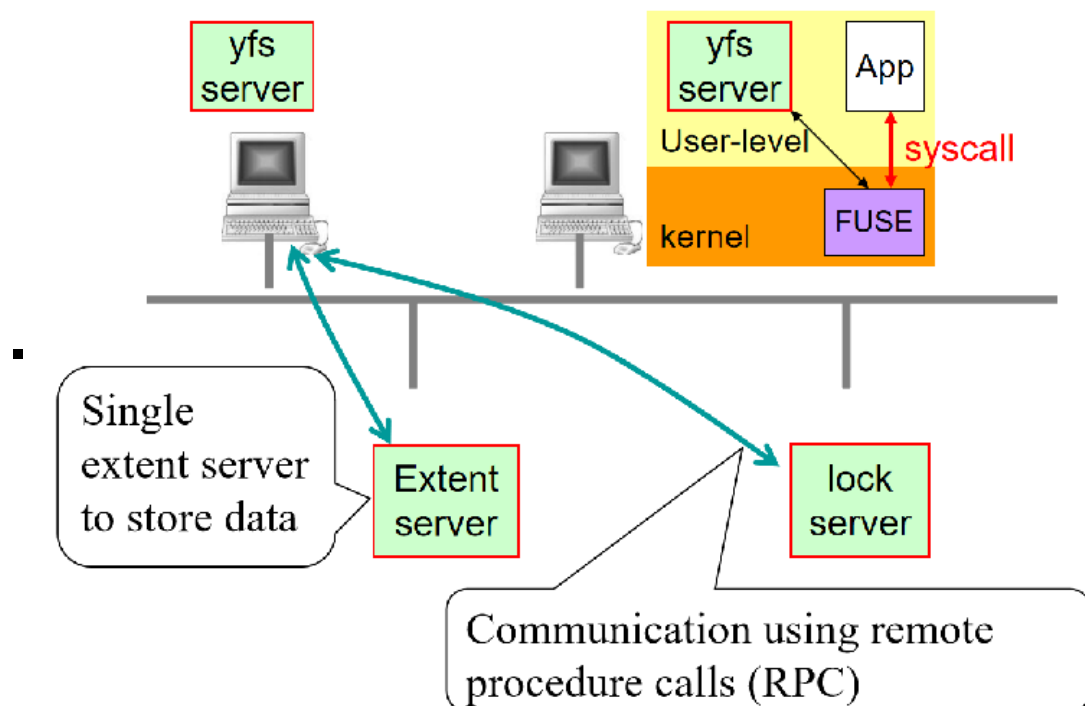 yfs
server
yfs
server
App
User-level
syscall
kernel
FUSE
Single
extent server
to store data
Extent
server
lock
server
Communication using remote
procedure calls (RPC)